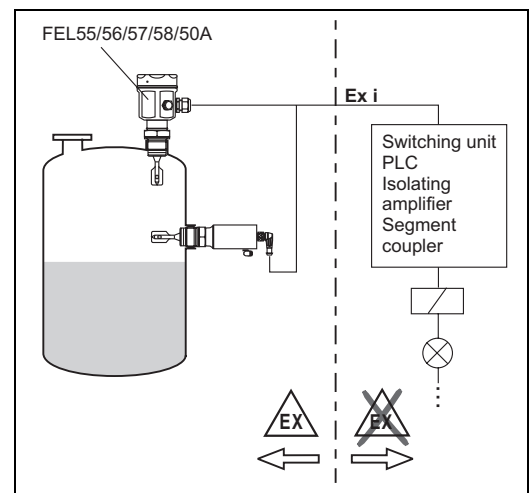 FEL55/56/57/58/50A
Ex i
Switching unit
PLC
Isolating
amplifier
Segment
coupler
EX
EX